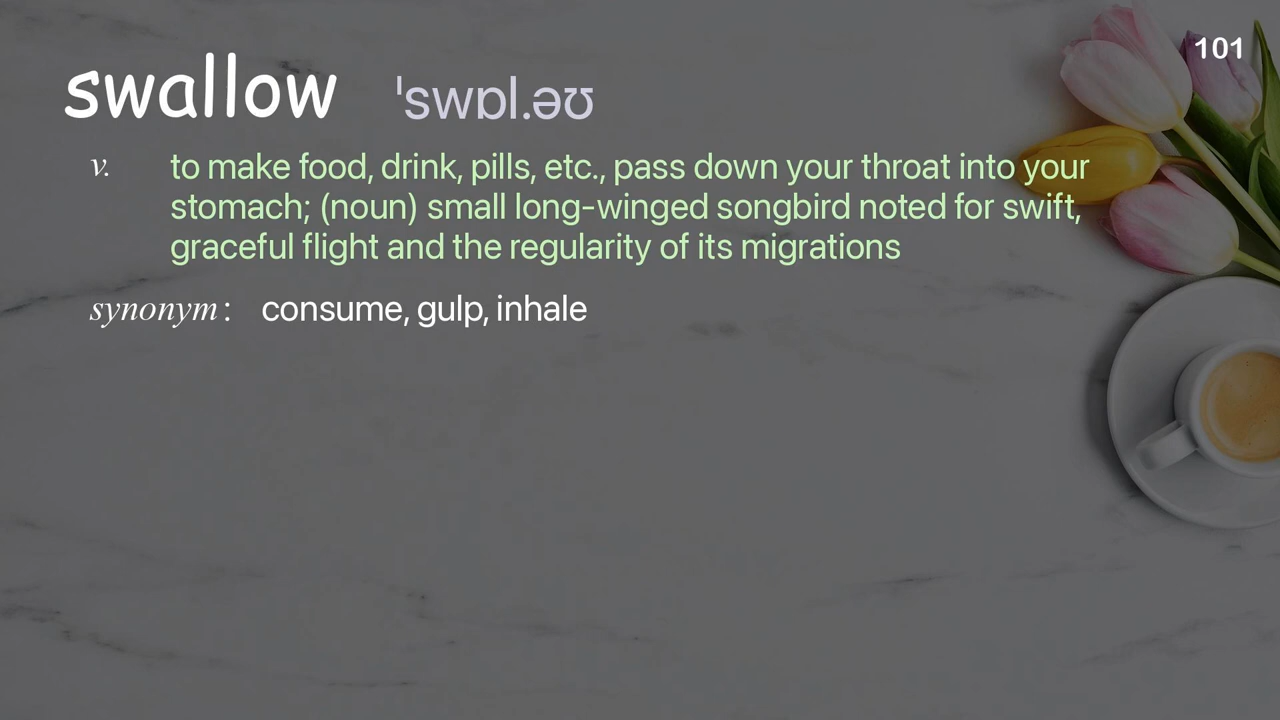 101
swallow ˈswɒl.əʊ
v. to make food, drink, pills, etc., pass down your throat into your
stomach; (noun) small long-winged songbird noted for swift,
graceful flight and the regularity of its migrations
synonym: consume, gulp, inhale